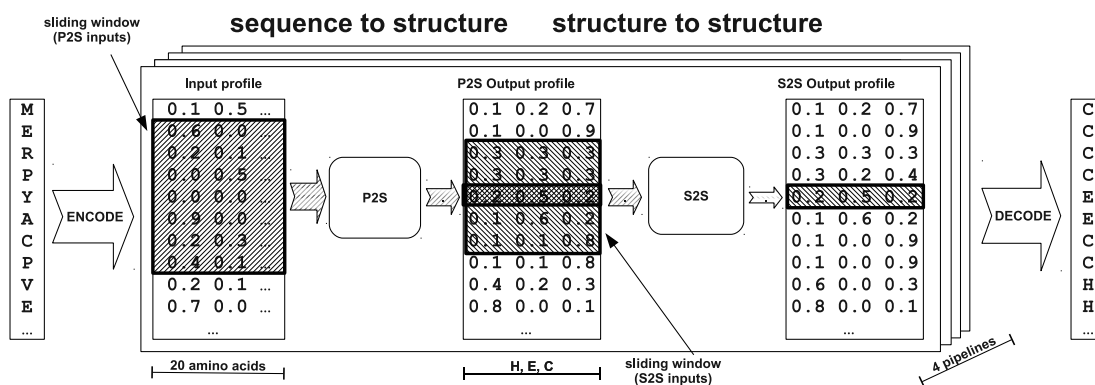 sequence to structure
structure to structure
sliding window
(P2S inputs)
Input profile
P2S Output profile
S2S Output profile
M
E
R
P
Y
A
C
P
V
E
...
ENCODE
0.1 0.5 ...
0.6 0.0 ...
0.2 0.1 ...
0.0 0.5 ...
. . ...
0.9 0.0 ...
0.2 0.3 ...
0.4 0.1 ...
0.2 0.1 ...
0.7 0.0 ...
...
20 amino acids
P2S
0.1 0.2 0.7
0.1 0.0 0.9
0.3 0.3 0.3
0.3 0.3 0.3
0.2 0.5 0.2
0.1 0.6 0.2
0.1 0.1 0.8
0.1 0.1 0.8
0.4 0.2 0.3
0.8 0.0 0.1
...
H, E, C
S2S
sliding window
(S2S inputs)
0.1 0.2 0.7
0.1 0.0 0.9
0.3 0.3 0.3
0.3 0.2 0.4
0.2 0.5 0.2
0.1 0.6 0.2
0.1 0.0 0.9
0.1 0.0 0.9
0.6 0.0 0.3
0.8 0.0 0.1
...
4 pipelines
DECODE
C
C
C
C
E
E
C
C
H
H
...